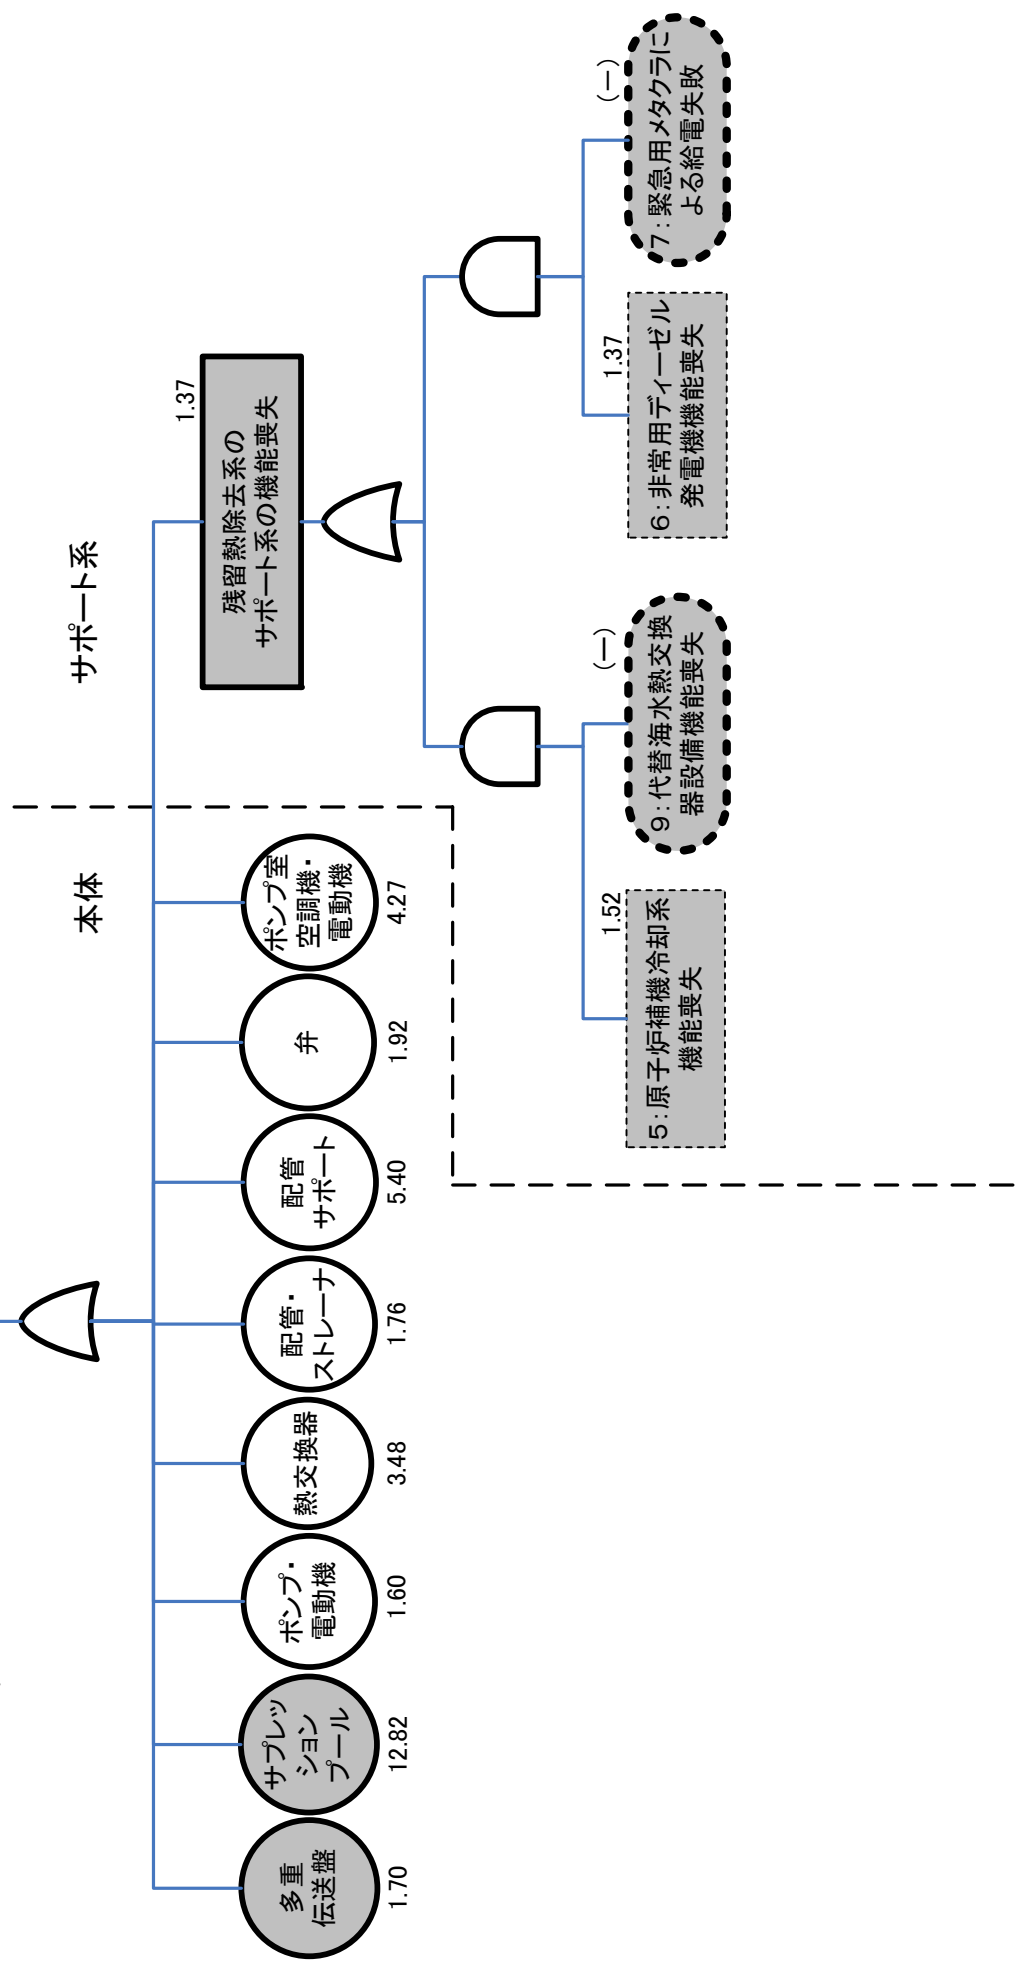 本体
サポート系
多重
伝送盤
1.70
サプレッ
ション
プール
12.82
ポンプ・
電動機
1.60
熱交換器
3.48
配管・
ストレーナ
1.76
配管
サポート
5.40
弁
1.92
ポンプ室
空調機・
電動機
4.27
1.37
残留熱除去系の
サポート系の機能喪失
1.52
5:原子炉補機冷却系
機能喪失
(ー)
9:代替海水熱交換
器設備機能喪失
1.37
6:非常用ディーゼル
発電機機能喪失
(ー)
7:緊急用メタクラに
よる給電失敗